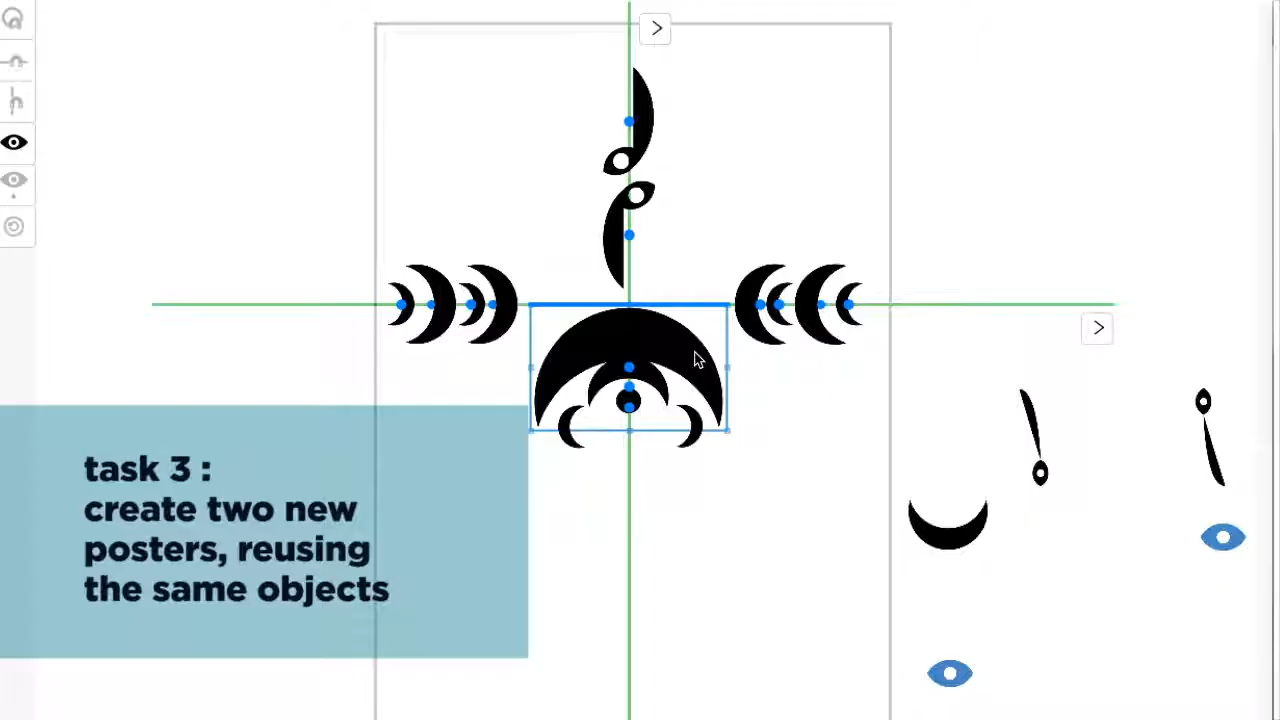 task 3 :
create two new
posters, reusing
the same objects